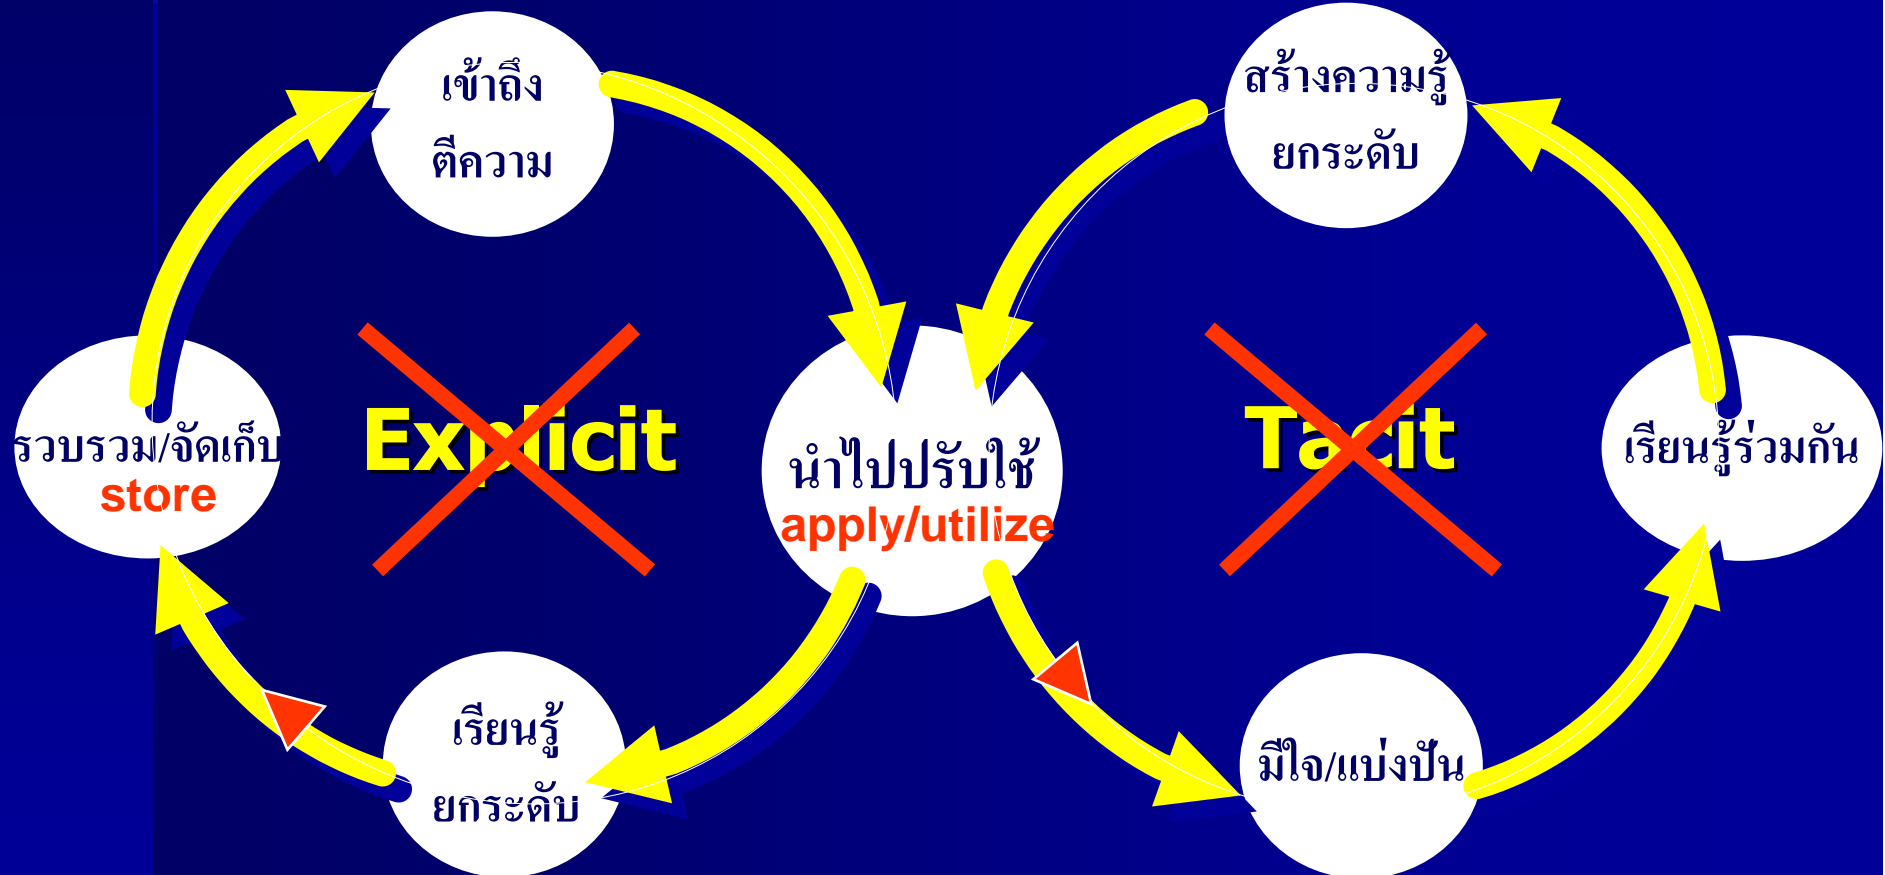 เข้าถึง
ตีความ
สร้างความรู้
ยกระดับ
รวบรวม/จัดเก็บ
store
Explicit
นำไปปรับใช้
apply/utilize
Tacit
เรียนรู้ร่วมกัน
เรียนรู้
ยกระดับ
มีใจ/แบ่งปัน